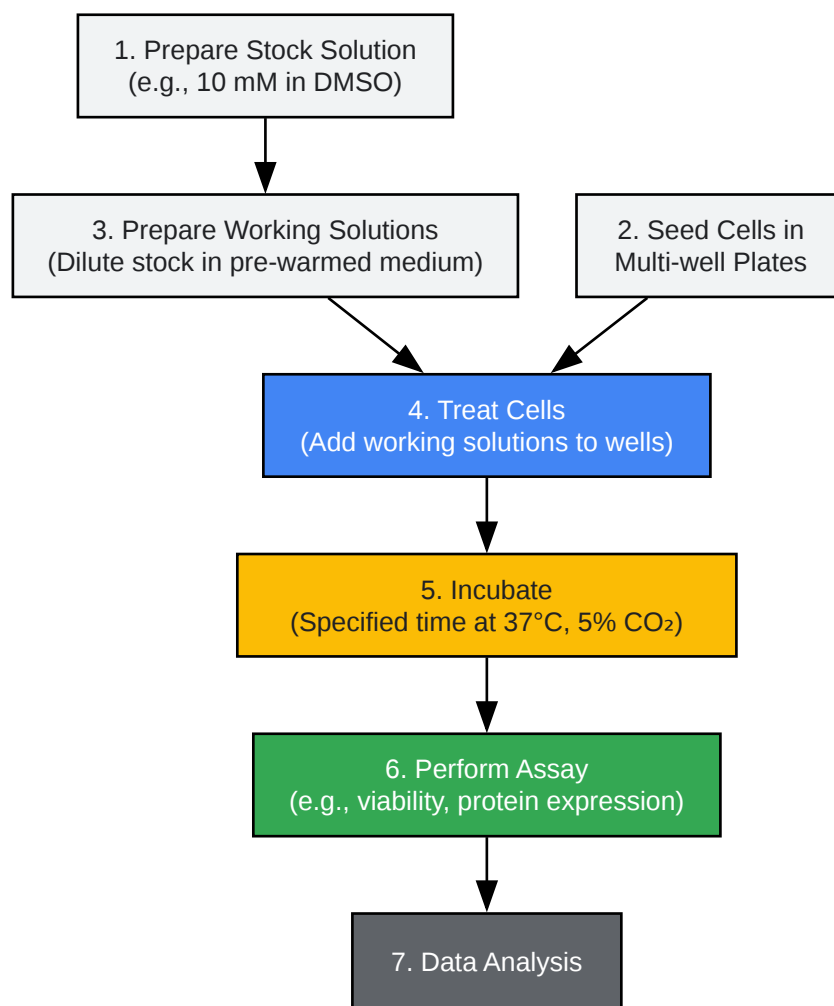 1. Prepare Stock Solution
(e.g., 10 mM in DMSO)
3. Prepare Working Solutions
(Dilute stock in pre-warmed medium)
2. Seed Cells in
Multi-well Plates
4. Treat Cells
(Add working solutions to wells)
5. Incubate
(Specified time at 37°C, 5% CO₂)
6. Perform Assay
(e.g., viability, protein expression)
7. Data Analysis